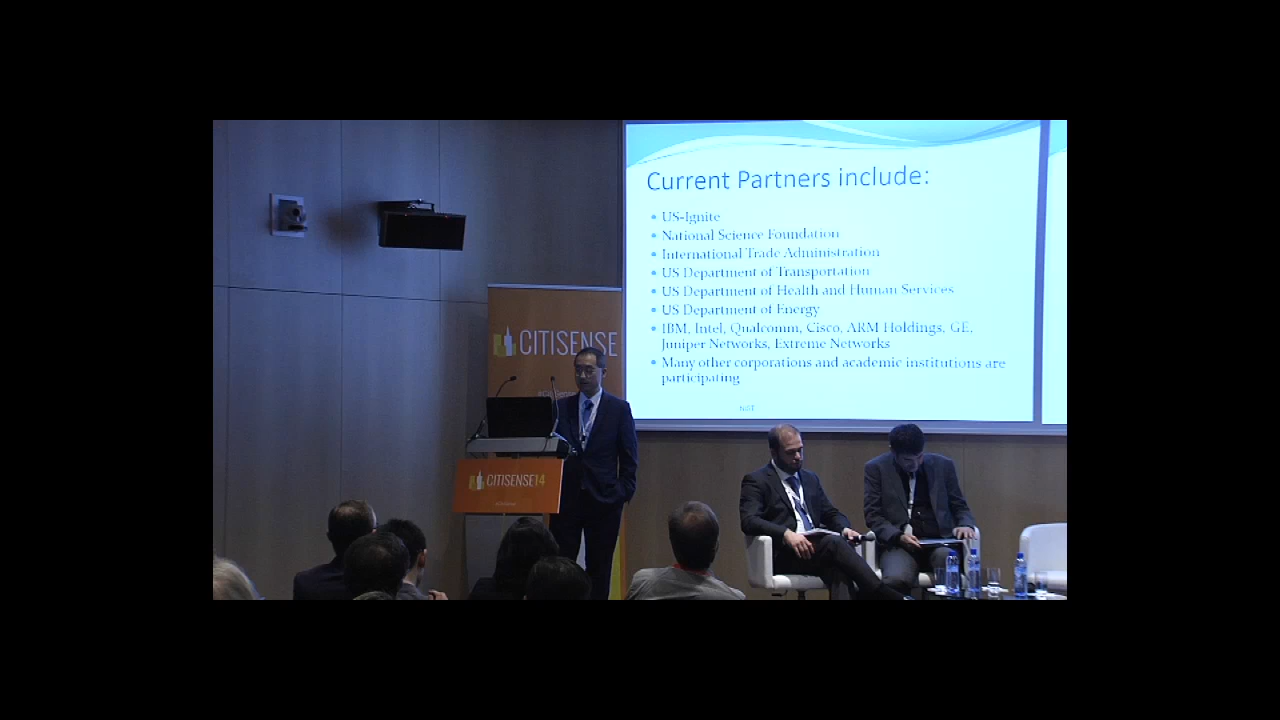 Current Partners include:
US-Ignite
National Science Foundation
International Trade Administration
US Department of Transportation
US Department of Health and Human Services
US Department of Energy
IBM, Intel, Qualcomm, Cisco, ARM Holdings, GE,
Juniper Networks, Extreme Networks
Many other corporations and academic institutions are
participating
NIST
CITISENSE
CITISENSE14